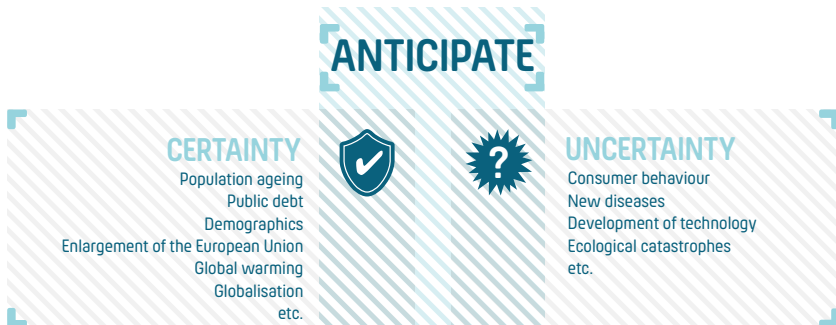 ANTICIPATE
CERTAINTY
Population ageing
Public debt
Demographics
Enlargement of the European Union
Global warming
Globalisation
etc.
?
UNCERTAINTY
Consumer behaviour
New diseases
Development of technology
Ecological catastrophes
etc.